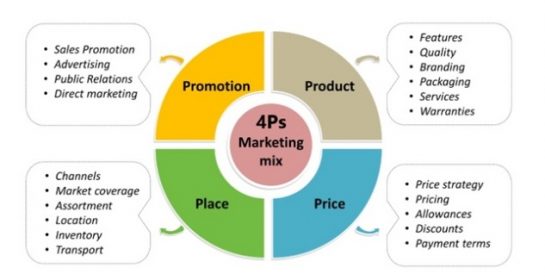 • Sales Promotion
• Advertising
• Public Relations
• Direct marketing
Promotion
Product
• Features
• Quality
• Branding
• Packaging
• Services
• Warranties
4Ps
Marketing
mix
• Channels
• Market coverage
• Assortment
• Location
• Inventory
• Transport
Place
Price
• Price strategy
• Pricing
• Allowances
• Discounts
• Payment terms